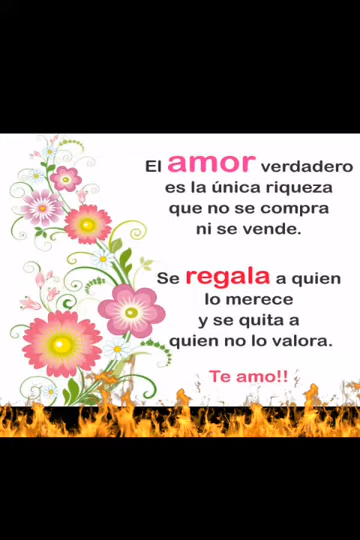 El amor verdadero
es la única riqueza
que no se compra
ni se vende.
Se regala a quien
lo merece
y se quita a
quien no lo valora.
Te amo!!